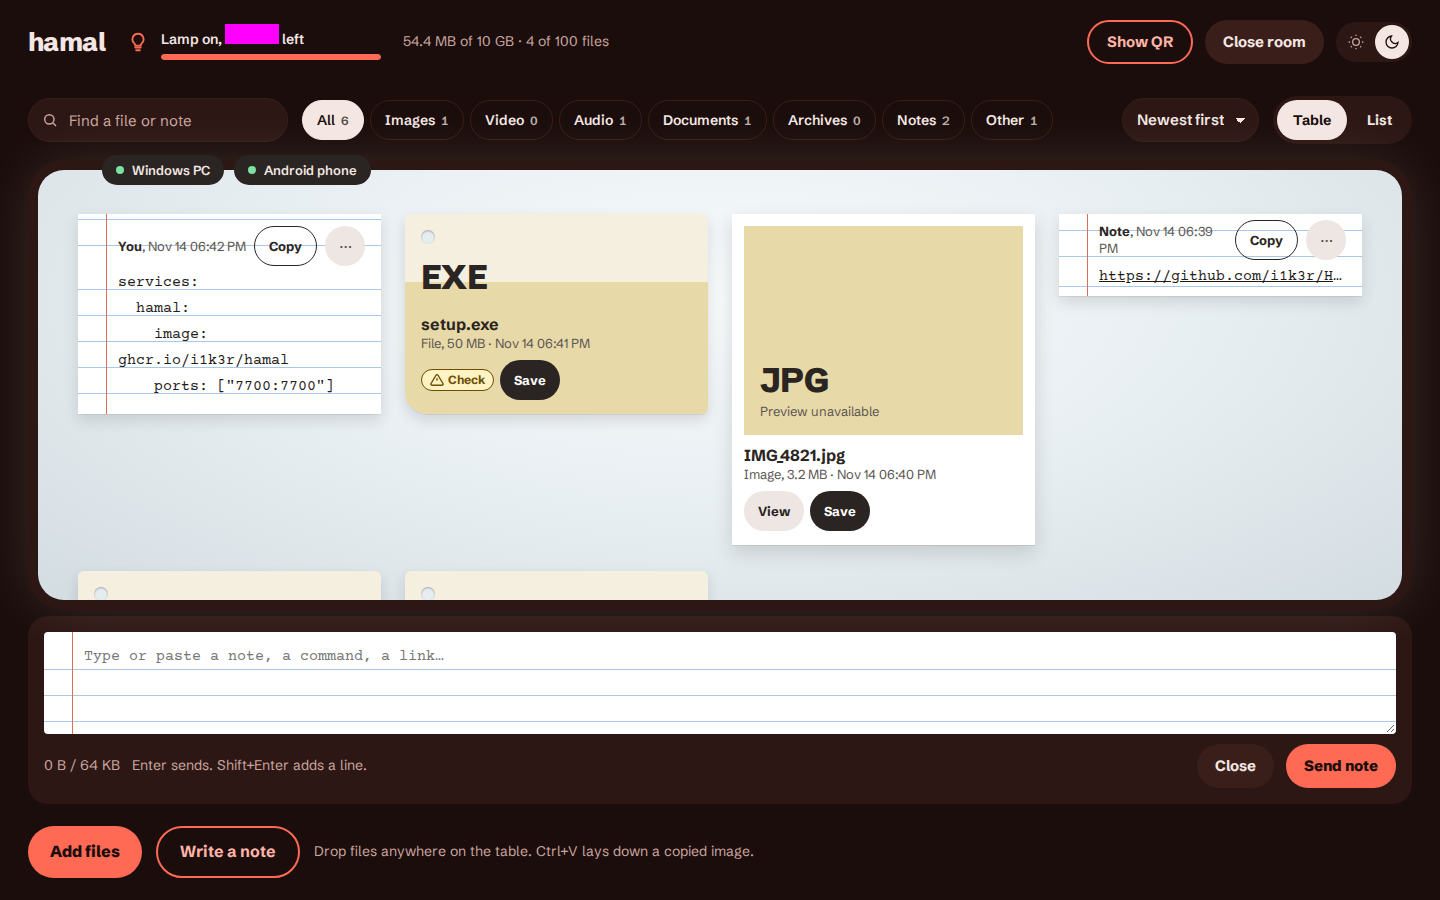 hamal
Lamp on, left
54.4 MB of 10 GB · 4 of 100 files
Show QR
Close room
Find a file or note
All 6
Images 1
Video 0
Audio 1
Documents 1
Archives 0
Notes 2
Other 1
Newest first
Table
List
Windows PC
Android phone
You, Nov 14 06:42 PM
Copy
...
services:
hamal:
image:
ghcr.io/i1k3r/hamal
ports: ["7700:7700"]
EXE
setup.exe
File, 50 MB · Nov 14 06:41 PM
Check
Save
JPG
Preview unavailable
IMG_4821.jpg
Image, 3.2 MB · Nov 14 06:40 PM
View
Save
Note, Nov 14 06:39
PM
Copy
...
https://github.com/i1k3r/H…
Type or paste a note, a command, a link…
0 B / 64 KB
Enter sends. Shift+Enter adds a line.
Close
Send note
Add files
Write a note
Drop files anywhere on the table. Ctrl+V lays down a copied image.